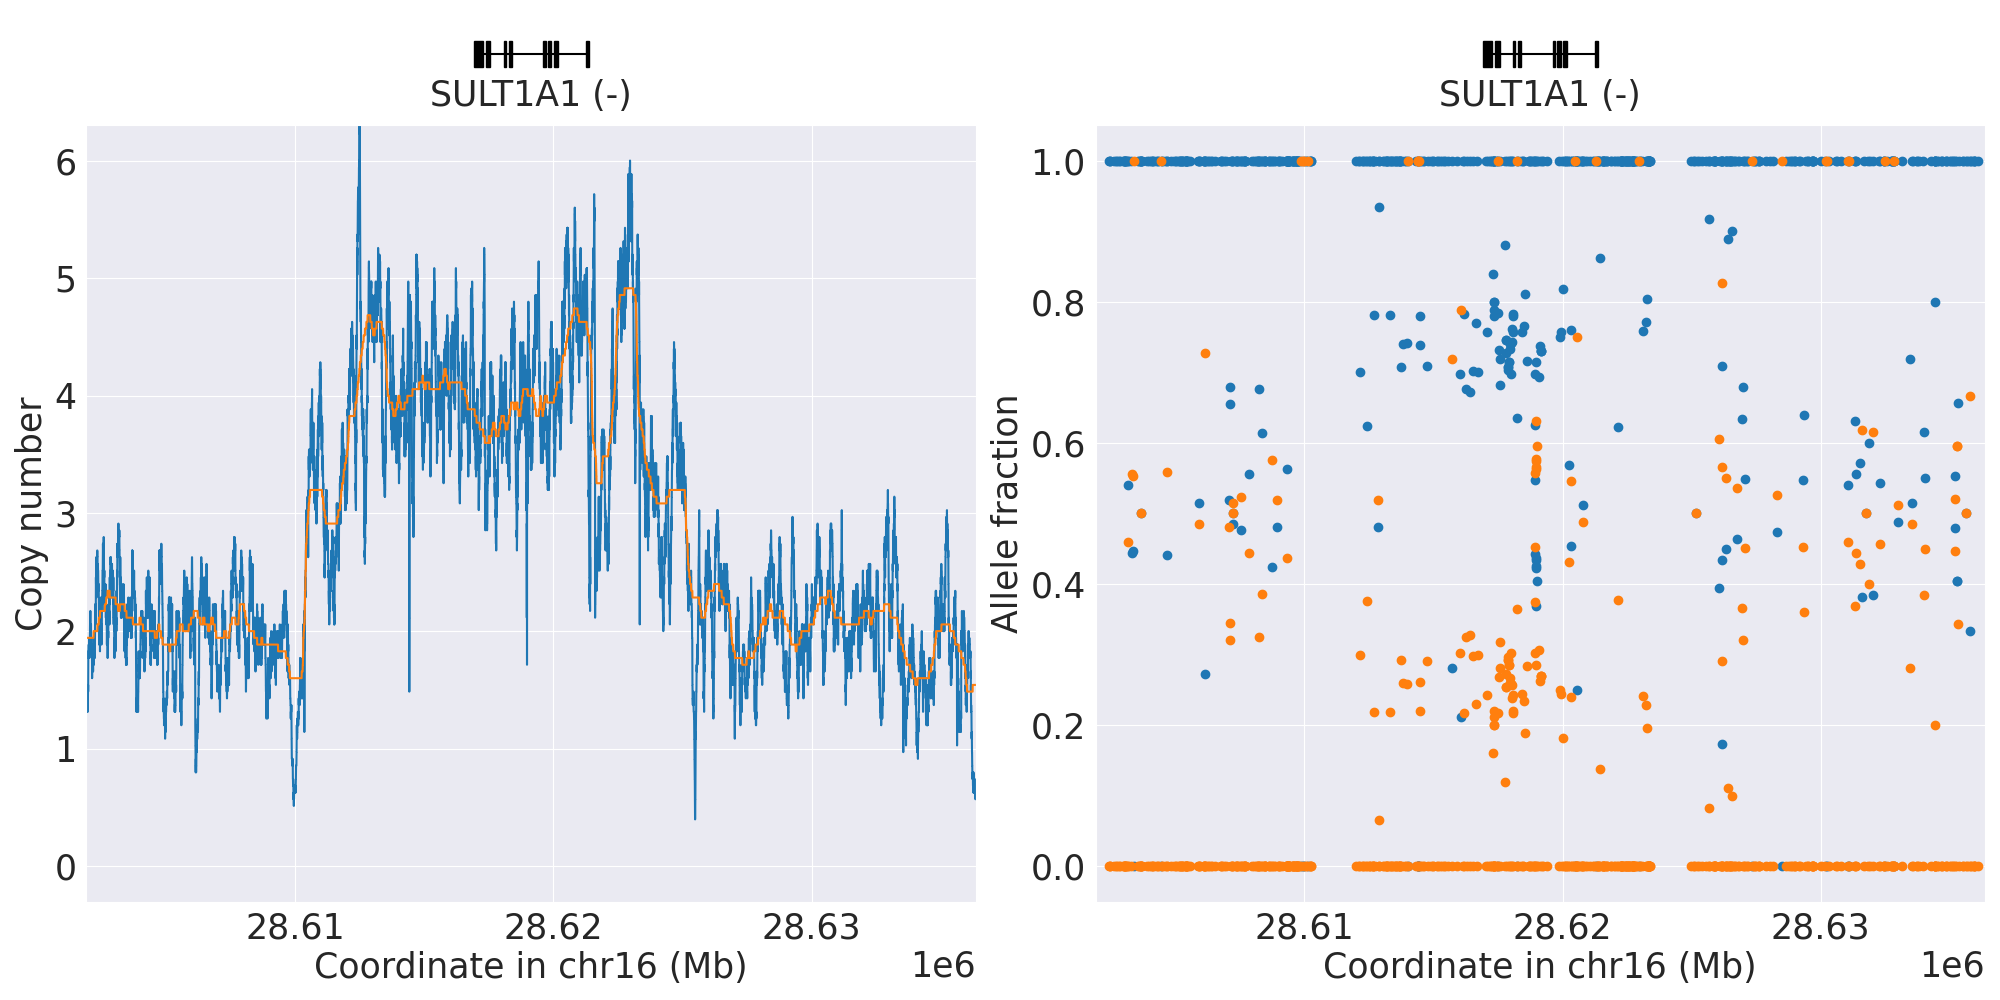 SULT1A1 (-)
Copy number
6
5
4
3
2
1
0
28.61
28.62
28.63
Coordinate in chr16 (Mb)
1e6
SULT1A1 (-)
Allele fraction
1.0
0.8
0.6
0.4
0.2
0.0
28.61
28.62
28.63
Coordinate in chr16 (Mb)
1e6